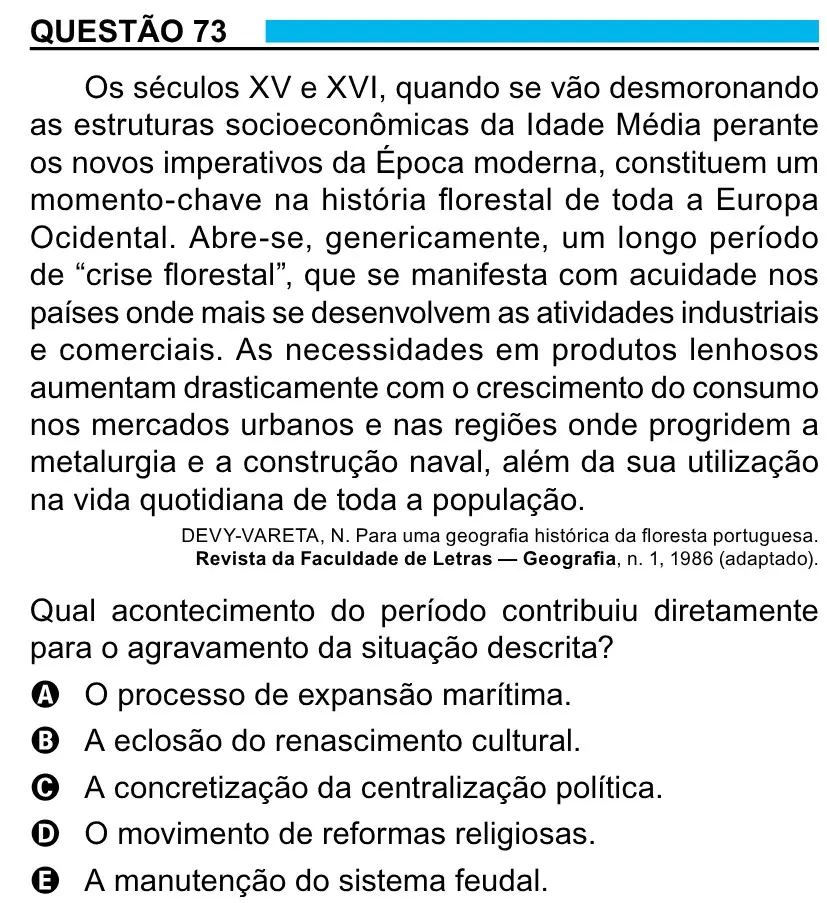 QUESTÃO 73
Os séculos XV e XVI, quando se vão desmoronando
as estruturas socioeconômicas da Idade Média perante
os novos imperativos da Época moderna, constituem um
momento-chave na história florestal de toda a Europa
Ocidental. Abre-se, genericamente, um longo período
de “crise florestal”, que se manifesta com acuidade nos
países onde mais se desenvolvem as atividades industriais
e comerciais. As necessidades em produtos lenhosos
aumentam drasticamente com o crescimento do consumo
nos mercados urbanos e nas regiões onde progridem a
metalurgia e a construção naval, além da sua utilização
na vida quotidiana de toda a população.
DEVY-VARETA, N. Para uma geografia histórica da floresta portuguesa.
Revista da Faculdade de Letras — Geografia, n. 1, 1986 (adaptado).
Qual acontecimento do período contribuiu diretamente
para o agravamento da situação descrita?
A O processo de expansão marítima.
B A eclosão do renascimento cultural.
C A concretização da centralização política.
D O movimento de reformas religiosas.
E A manutenção do sistema feudal.